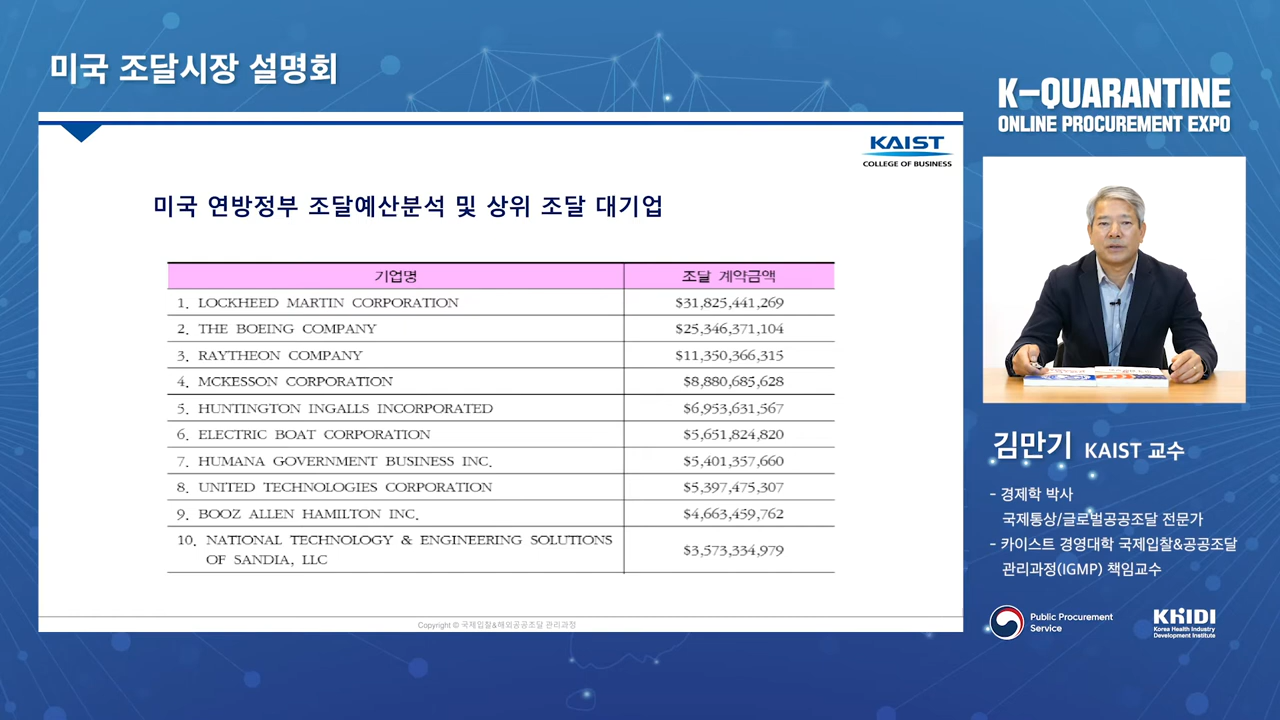 미국 조달시장 설명회
K-QUARANTINE
ONLINE PROCUREMENT EXPO
KAIST
COLLEGE OF BUSINESS
미국 연방정부 조달예산분석 및 상위 조달 대기업
기업명 조달 계약금액
1. LOCKHEED MARTIN CORPORATION $31,825,441,269
2. THE BOEING COMPANY $25,346,371,104
3. RAYTHEON COMPANY $11,350,366,315
4. MCKESSON CORPORATION $8,880,685,628
5. HUNTINGTON INGALLS INCORPORATED $6,953,631,567
6. ELECTRIC BOAT CORPORATION $5,651,824,820
7. HUMANA GOVERNMENT BUSINESS INC. $5,401,357,660
8. UNITED TECHNOLOGIES CORPORATION $5,397,475,307
9. BOOZ ALLEN HAMILTON INC. $4,663,459,762
10. NATIONAL TECHNOLOGY & ENGINEERING SOLUTIONS
OF SANDIA, LLC $3,573,334,979
Copyright © 국제입찰&해외공공조달 관리과정
김만기 KAIST 교수
- 경제학 박사
국제통상/글로벌공공조달 전문가
- 카이스트 경영대학 국제입찰&공공조달
관리과정(IGMP) 책임교수
Public Procurement
Service
KHIDI
Korea Health Industry
Development Institute